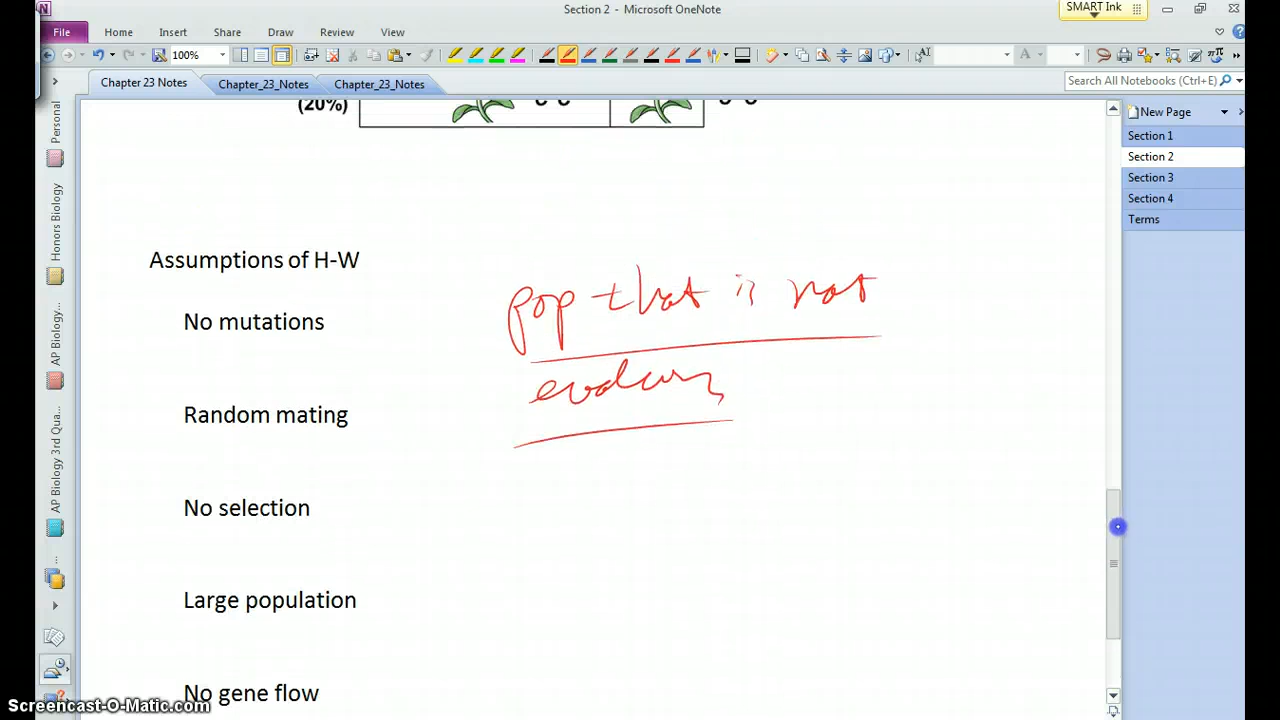 Section 2 - Microsoft OneNote
SMART Ink
File Home Insert Share Draw Review View
100%
Chapter 23 Notes Chapter_23_Notes Chapter_23_Notes
Search All Notebooks (Ctrl+E)
New Page
Section 1
Section 2
Section 3
Section 4
Terms
Personal
Honors Biology
AP Biology...
AP Biology 3rd Qua...
(20%)
Assumptions of H-W
No mutations
Random mating
No selection
Large population
No gene flow
pop that is not
evolving
Screencast-O-Matic.com